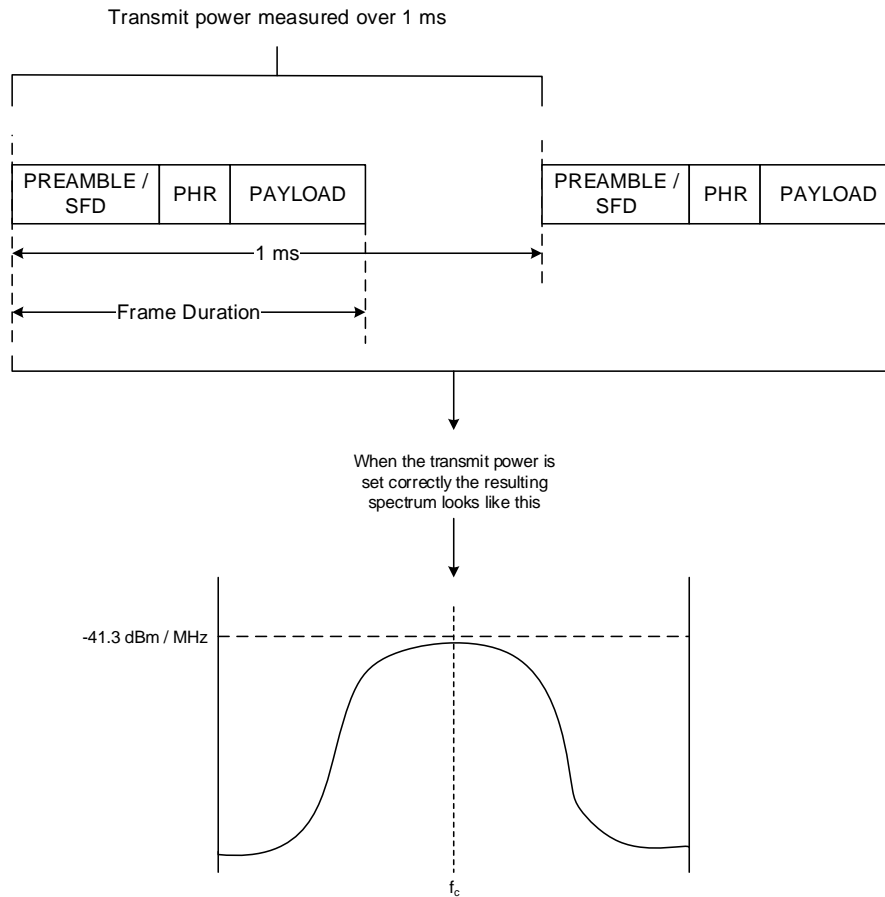 Transmit power measured over 1 ms
PREAMBLE /
SFD
PHR
PAYLOAD
PREAMBLE /
SFD
PHR
PAYLOAD
1 ms
Frame Duration
When the transmit power is
set correctly the resulting
spectrum looks like this
-41.3 dBm / MHz
fc